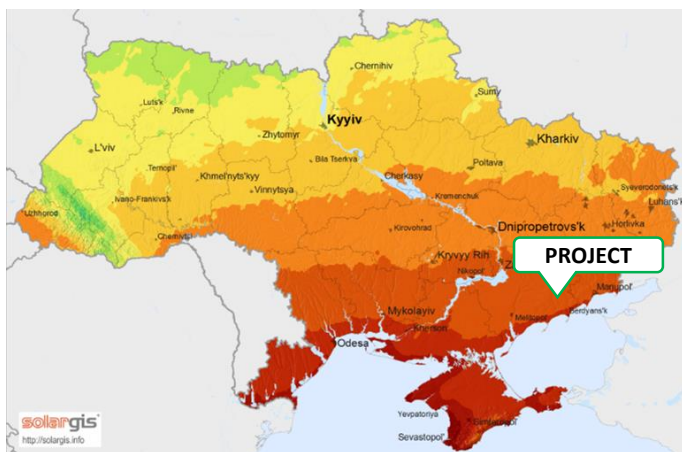 Chernihiv
Luts'k
Rivne
Sumy
Kyyiv
Zhytomyr
Kharkiv
L'viv
Bila Tserkva
Poltava
Ternopil'
Khmel'nyts'kyy
Cherkasy
Vinnytsya
Syeverodonets'k
Ivano-Frankivs'k
Kremenchuk
Luhans'k
Uzhhorod
Chernivtsi
Kirovohrad
Dnipropetrovs'k
Horlivka
Kryvyy Rih
PROJECT
Nikopol'
Mariupol'
Mykolayiv
Melitopol'
Berdyans'k
Kherson
Odesa
Yevpatoriya
Simferopol'
Sevastopol'
solargis
http://solargis.info